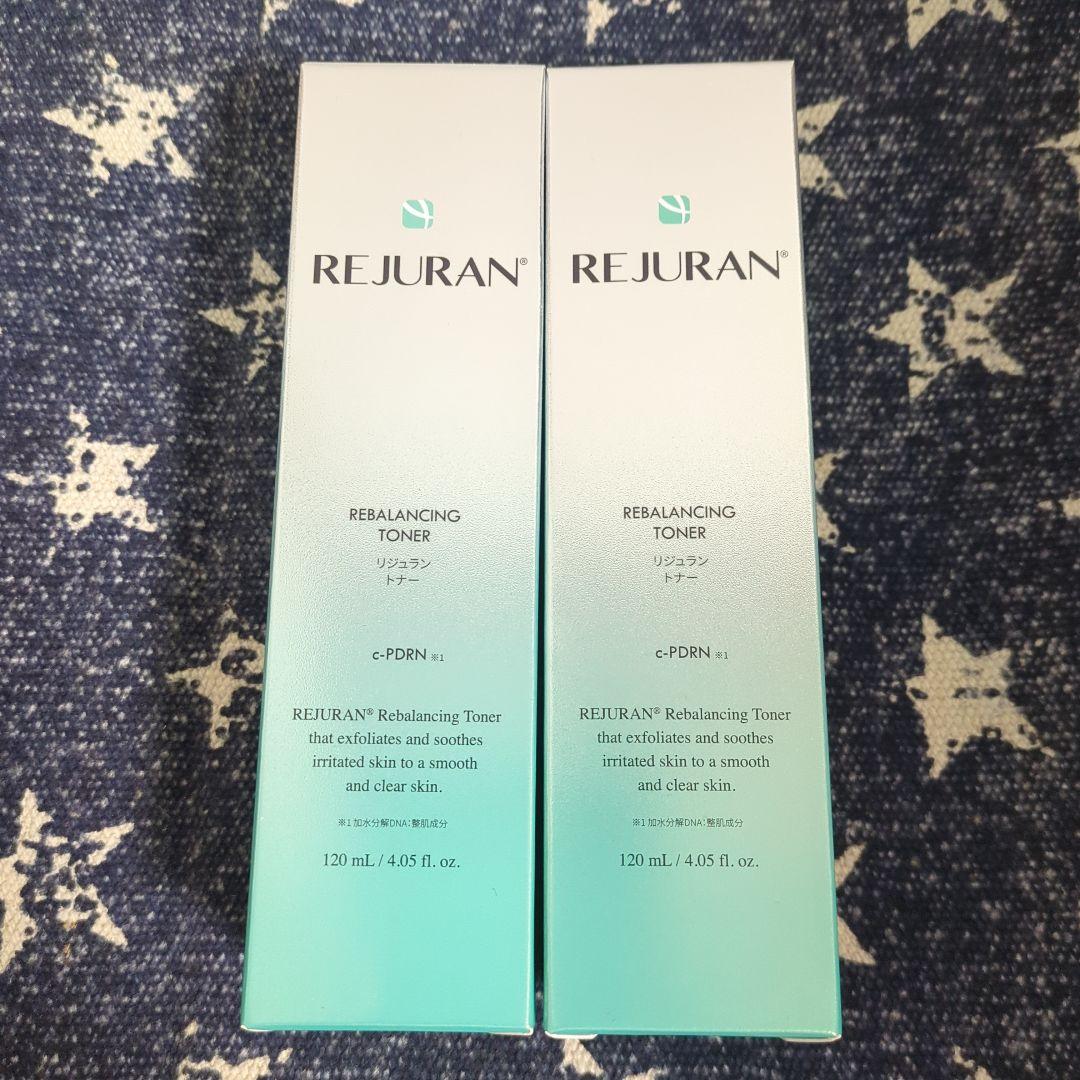 REJURAN®
REBALANCING
TONER
リジュラン
トナー
c-PDRN ※1
REJURAN® Rebalancing Toner
that exfoliates and soothes
irritated skin to a smooth
and clear skin.
※1 加水分解DNA:整肌成分
120 mL / 4.05 fl. oz.
REJURAN®
REBALANCING
TONER
リジュラン
トナー
c-PDRN ※1
REJURAN® Rebalancing Toner
that exfoliates and soothes
irritated skin to a smooth
and clear skin.
※1 加水分解DNA:整肌成分
120 mL / 4.05 fl. oz.